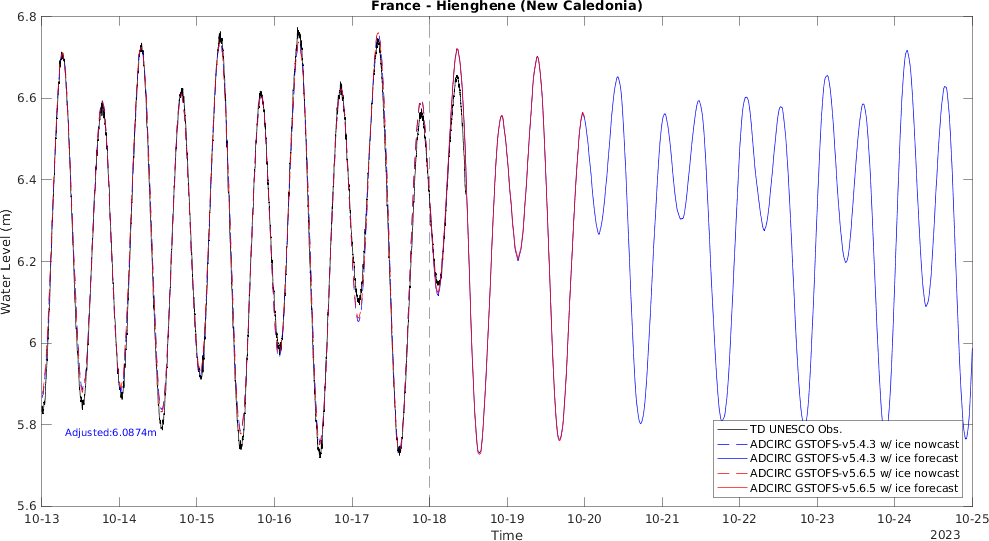 France - Hienghene (New Caledonia)
6.8
6.6
6.4
6.2
6
5.8
5.6
Water Level (m)
Adjusted:6.0874m
TD UNESCO Obs.
ADCIRC GSTOFS-v5.4.3 w/ ice nowcast
ADCIRC GSTOFS-v5.4.3 w/ ice forecast
ADCIRC GSTOFS-v5.6.5 w/ ice nowcast
ADCIRC GSTOFS-v5.6.5 w/ ice forecast
10-13 10-14 10-15 10-16 10-17 10-18 10-19 10-20 10-21 10-22 10-23 10-24 10-25
Time
2023